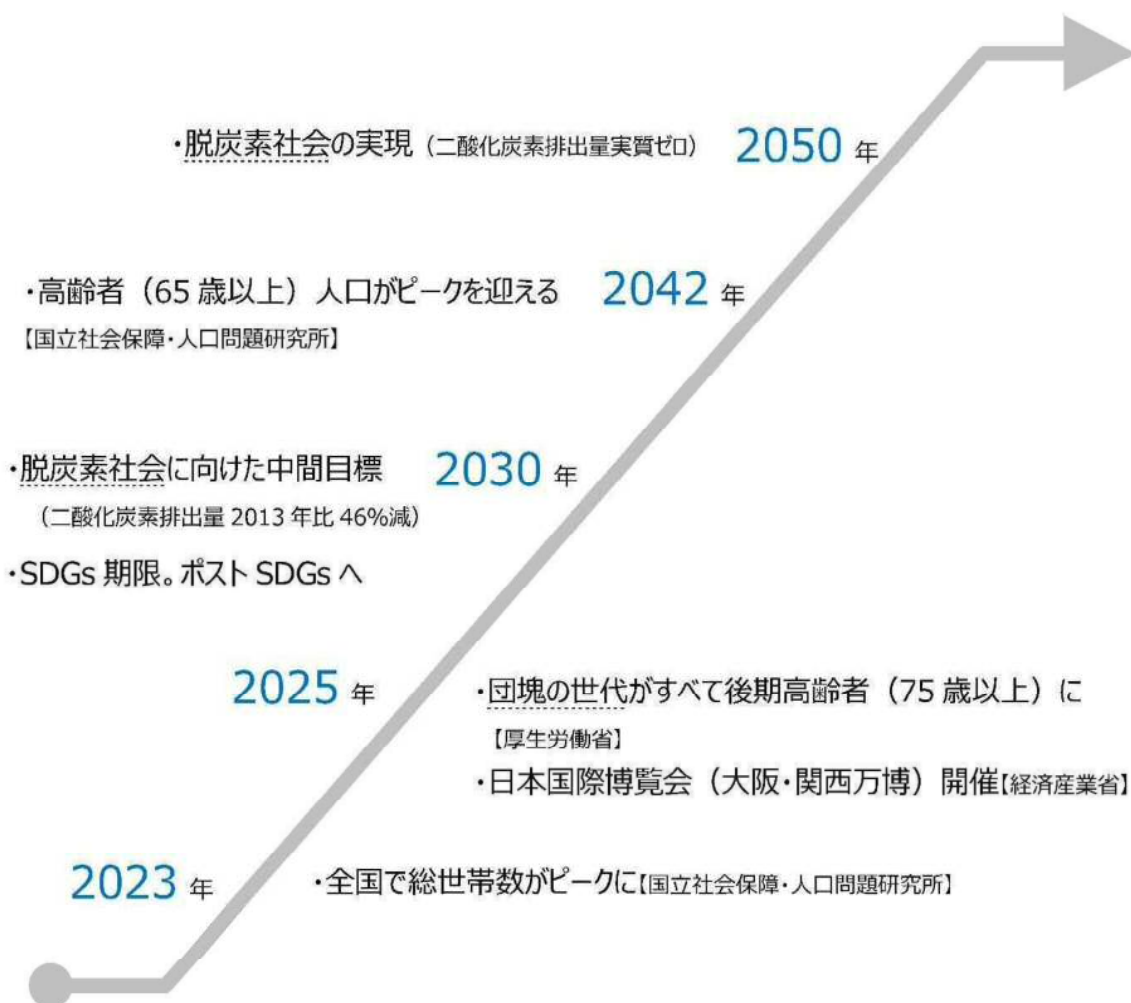 ・脱炭素社会の実現（二酸化炭素排出量実質ゼロ） 2050 年
・高齢者（65 歳以上）人口がピークを迎える 2042 年
【国立社会保障・人口問題研究所】
・脱炭素社会に向けた中間目標 2030 年
（二酸化炭素排出量 2013 年比 46%減）
・SDGs 期限。ポスト SDGs へ
2025 年 ・団塊の世代がすべて後期高齢者（75 歳以上）に
【厚生労働省】
・日本国際博覧会（大阪・関西万博）開催【経済産業省】
2023 年 ・全国で総世帯数がピークに【国立社会保障・人口問題研究所】